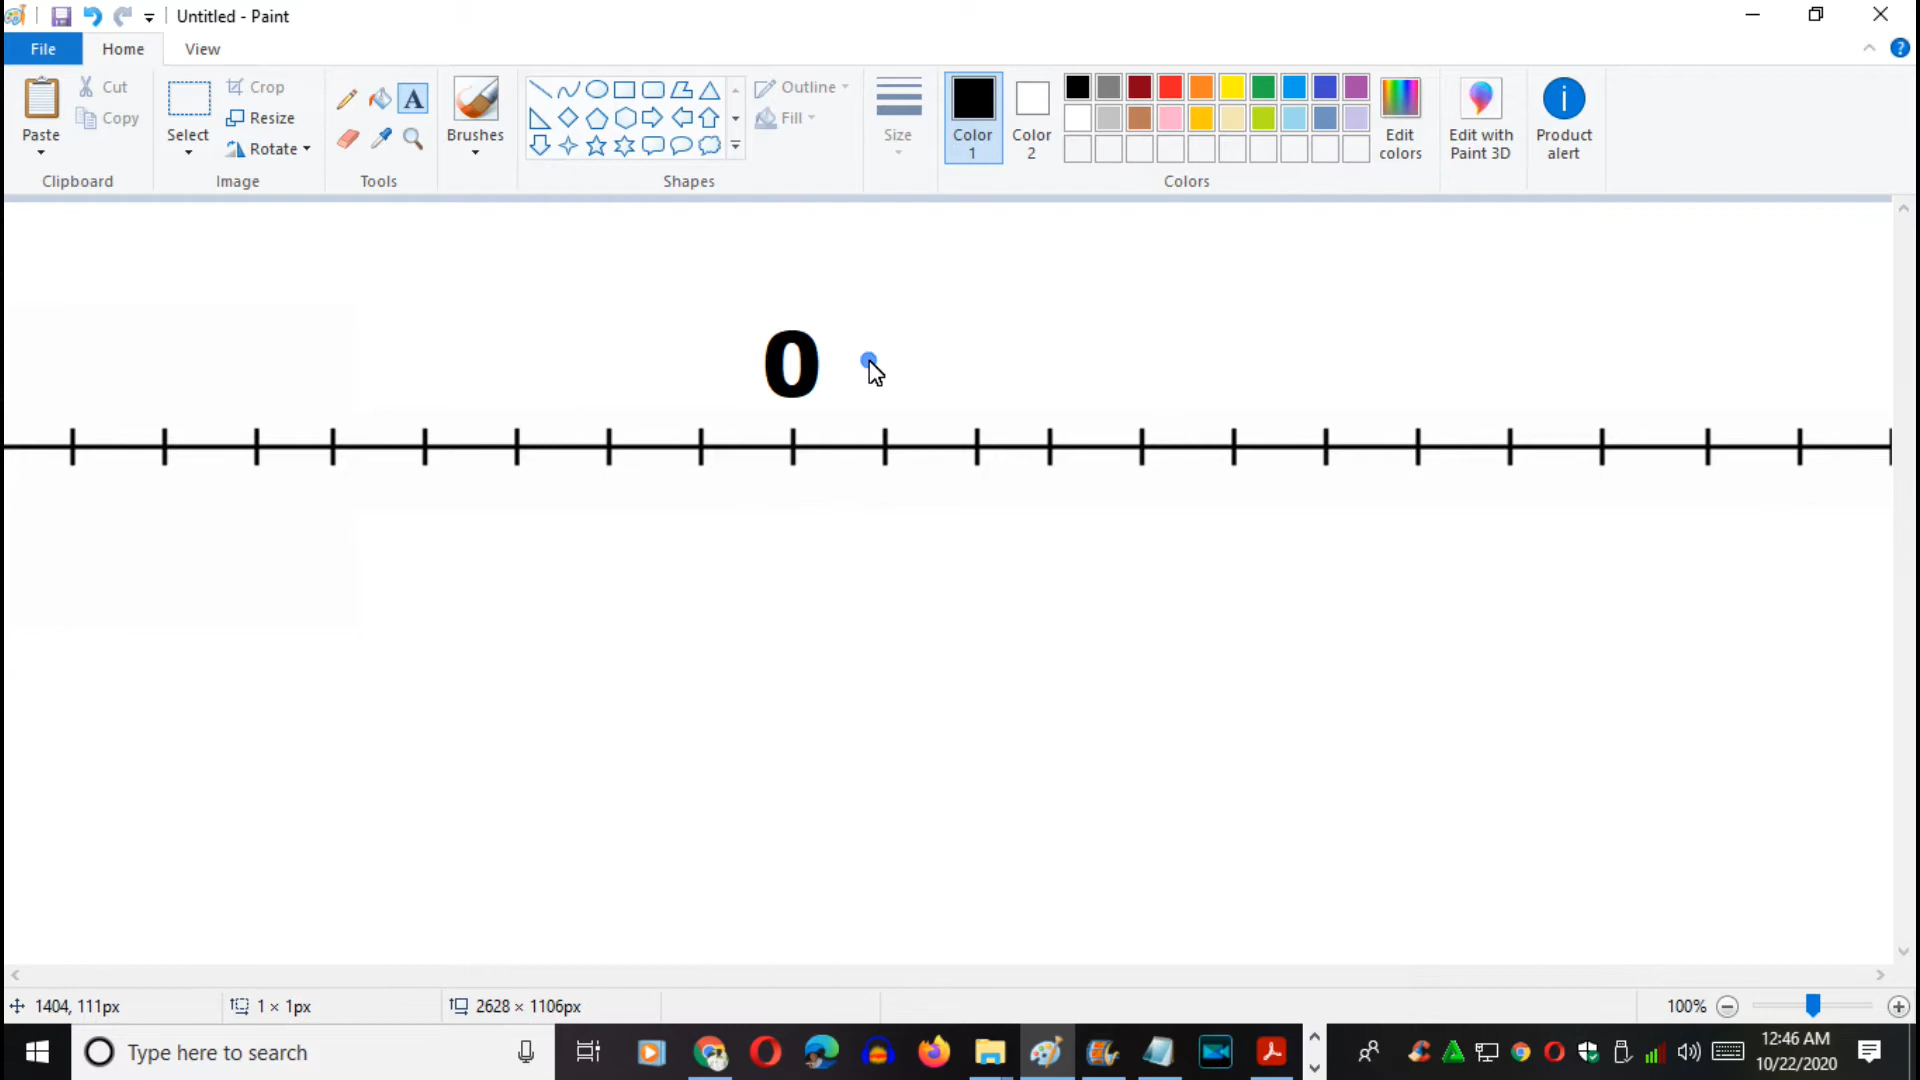 Untitled - Paint
File Home View
Paste Cut Copy
Clipboard
Select Crop Resize Rotate
Image
A
Tools
Brushes
Shapes
Outline Fill
Size
Color 1
Color 2
Colors
Edit colors
Edit with Paint 3D
Product alert
0
1404, 111px 1 × 1px 2628 × 1106px 100%
Type here to search
12:46 AM
10/22/2020